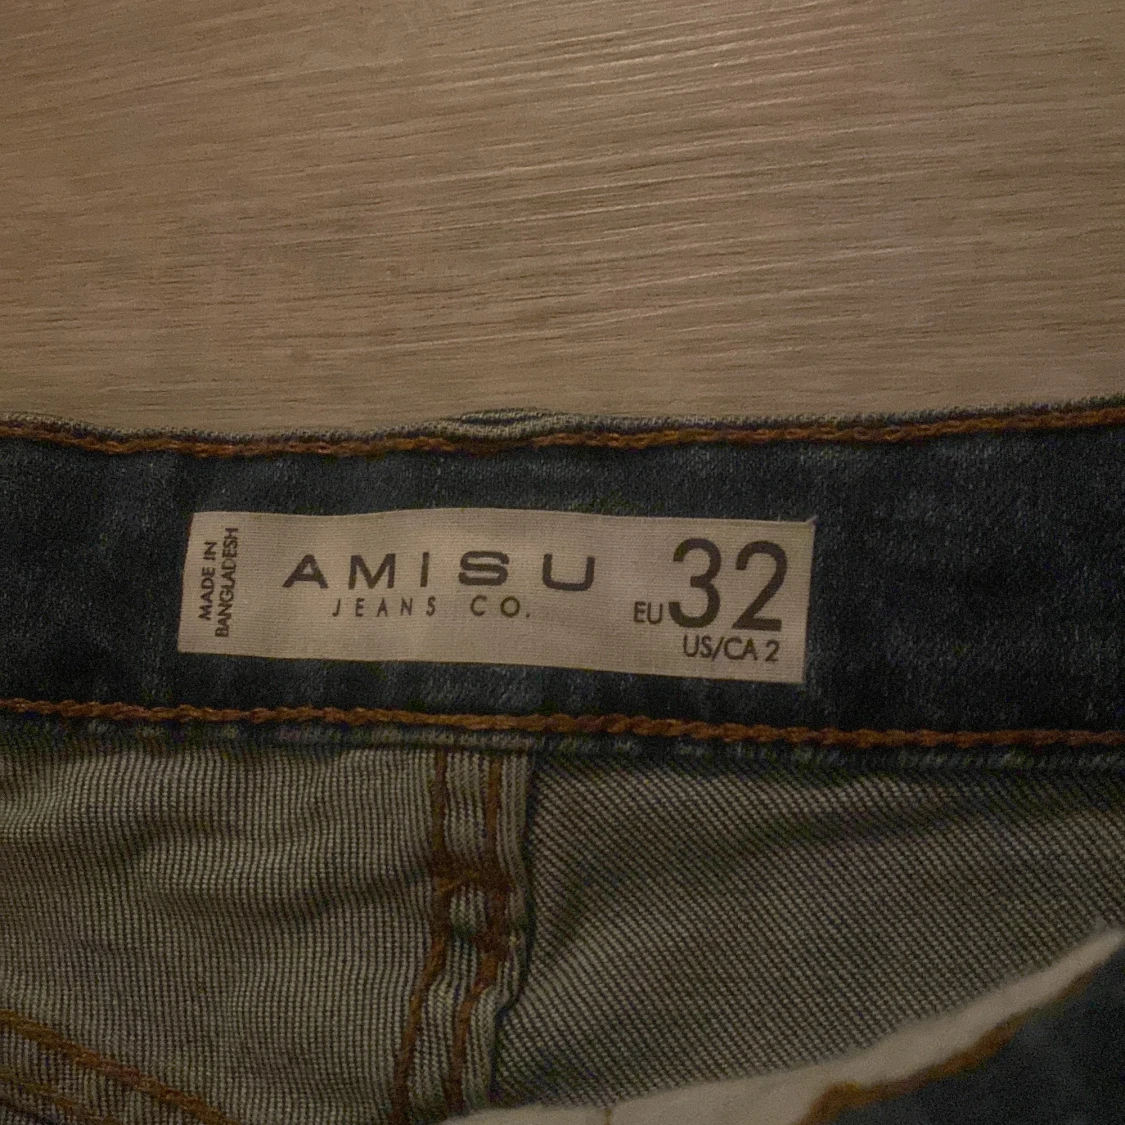 MADE IN
BANGLADESH
AMISU
JEANS CO.
EU 32
US/CA 2